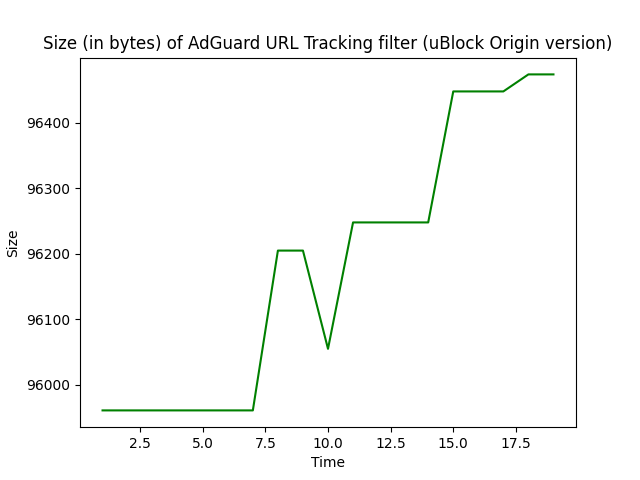 Size (in bytes) of AdGuard URL Tracking filter (uBlock Origin version)
96400
96300
96200
96100
96000
Size
2.5 5.0 7.5 10.0 12.5 15.0 17.5
Time